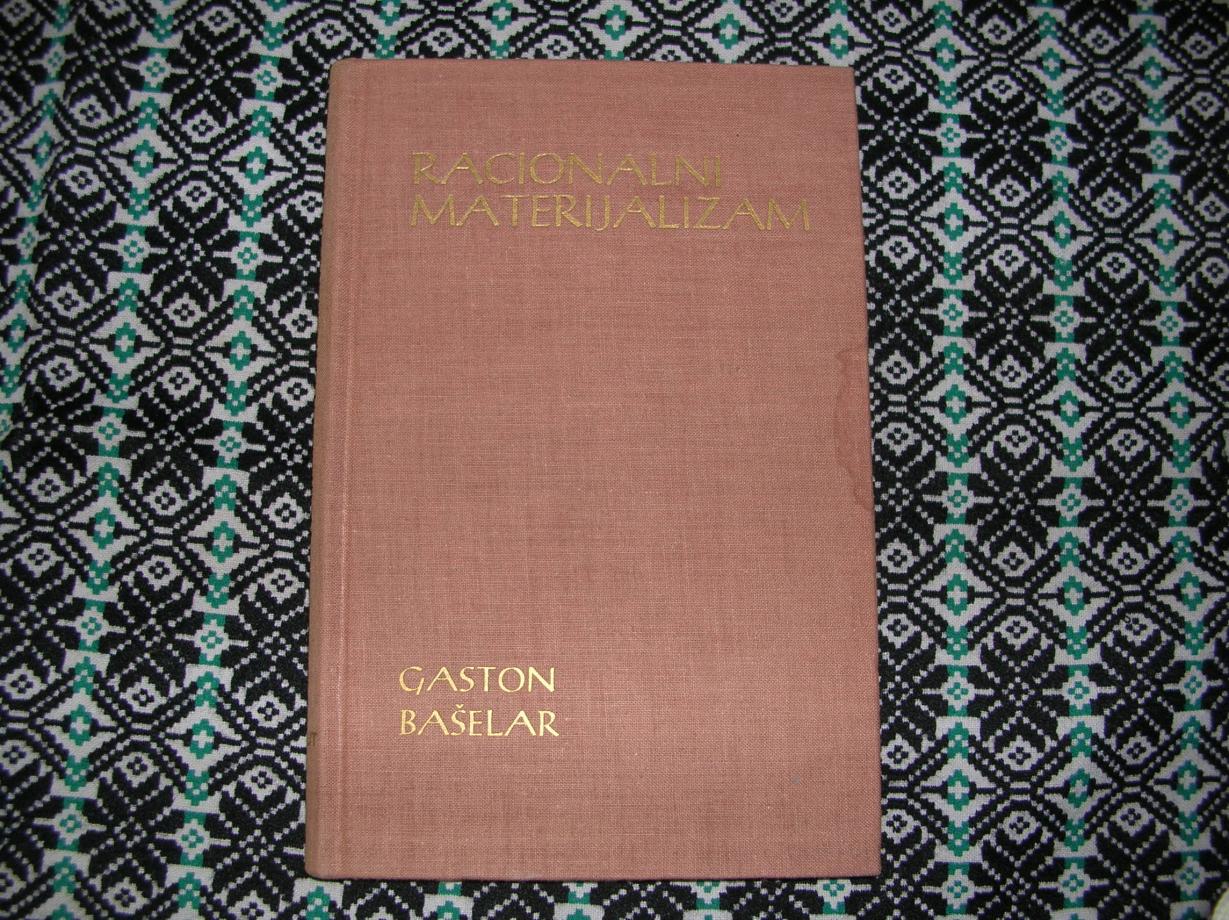 RACIONALNI
MATERIJALIZAM
GASTON
BAŠELAR